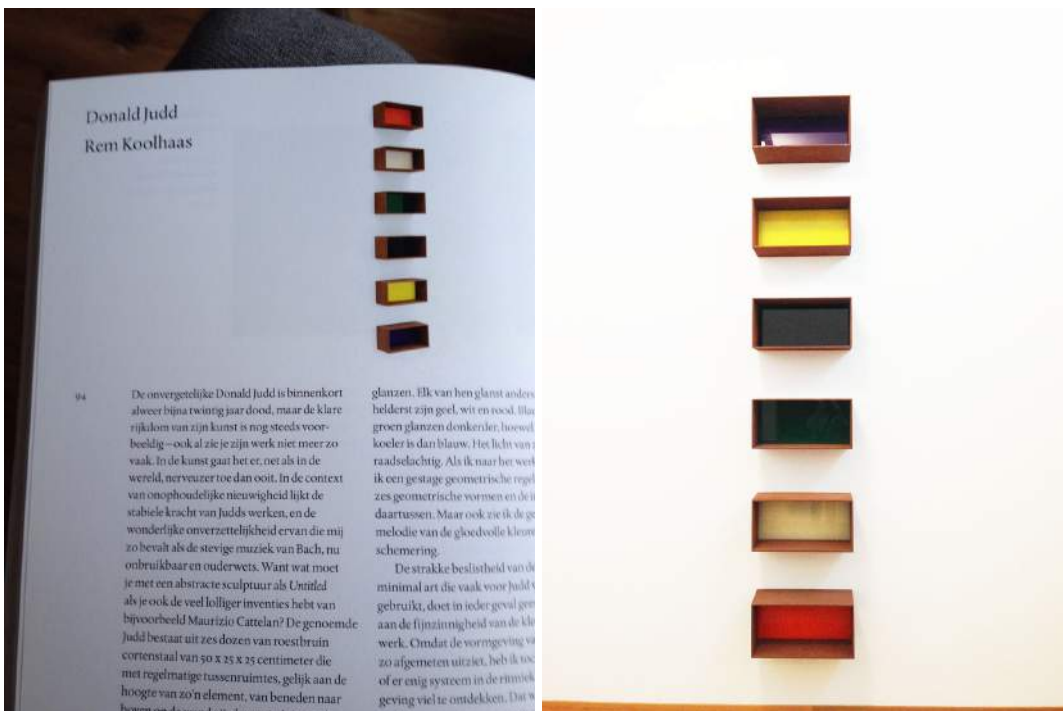 Donald Judd
Rem Koolhaas
94
De onvergetelijke Donald Judd is binnenkort
alweer bijna twintig jaar dood, maar de klare
rijkdom van zijn kunst is nog steeds voor-
beeldig – ook al zie je zijn werk niet meer zo
vaak. In de kunst gaat het er, net als in de
wereld, nerveuzer toe dan ooit. In de context
van onophoudelijke nieuwigheid lijkt de
stabiele kracht van Judds werken, en de
wonderlijke onverzettelijkheid ervan die mij
zo bevalt als de stevige muziek van Bach, nu
onbruikbaar en ouderwets. Want wat moet
je met een abstracte sculptuur als Untitled
als je ook de veel lolliger inventies hebt van
bijvoorbeeld Maurizio Cattelan? De genoemde
Judd bestaat uit zes dozen van roestbruin
cortenstaal van 50 x 25 x 25 centimeter die
met regelmatige tussenruimtes, gelijk aan de
hoogte van zo'n element, van beneden naar
glanzen. Elk van hen glanst anders
helderst zijn geel, wit en rood.
groen glanzen donkerder, hoewel
koeler is dan blauw. Het licht van
raadselachtig. Als ik naar het werk
ik een gestage geometrische regel
zes geometrische vormen en de
daartussen. Maar ook zie ik de
melodie van de gloedvolle kleure
schemering.
De strakke beslistheid van de
minimal art die vaak voor Judd
gebruikt, doet in ieder geval
aan de fijnzinnigheid van de
werk. Omdat de vormgeving
zo afgemeten uitziet, heb ik
of er enig systeem in de
geving viel te ontdekken. Dat